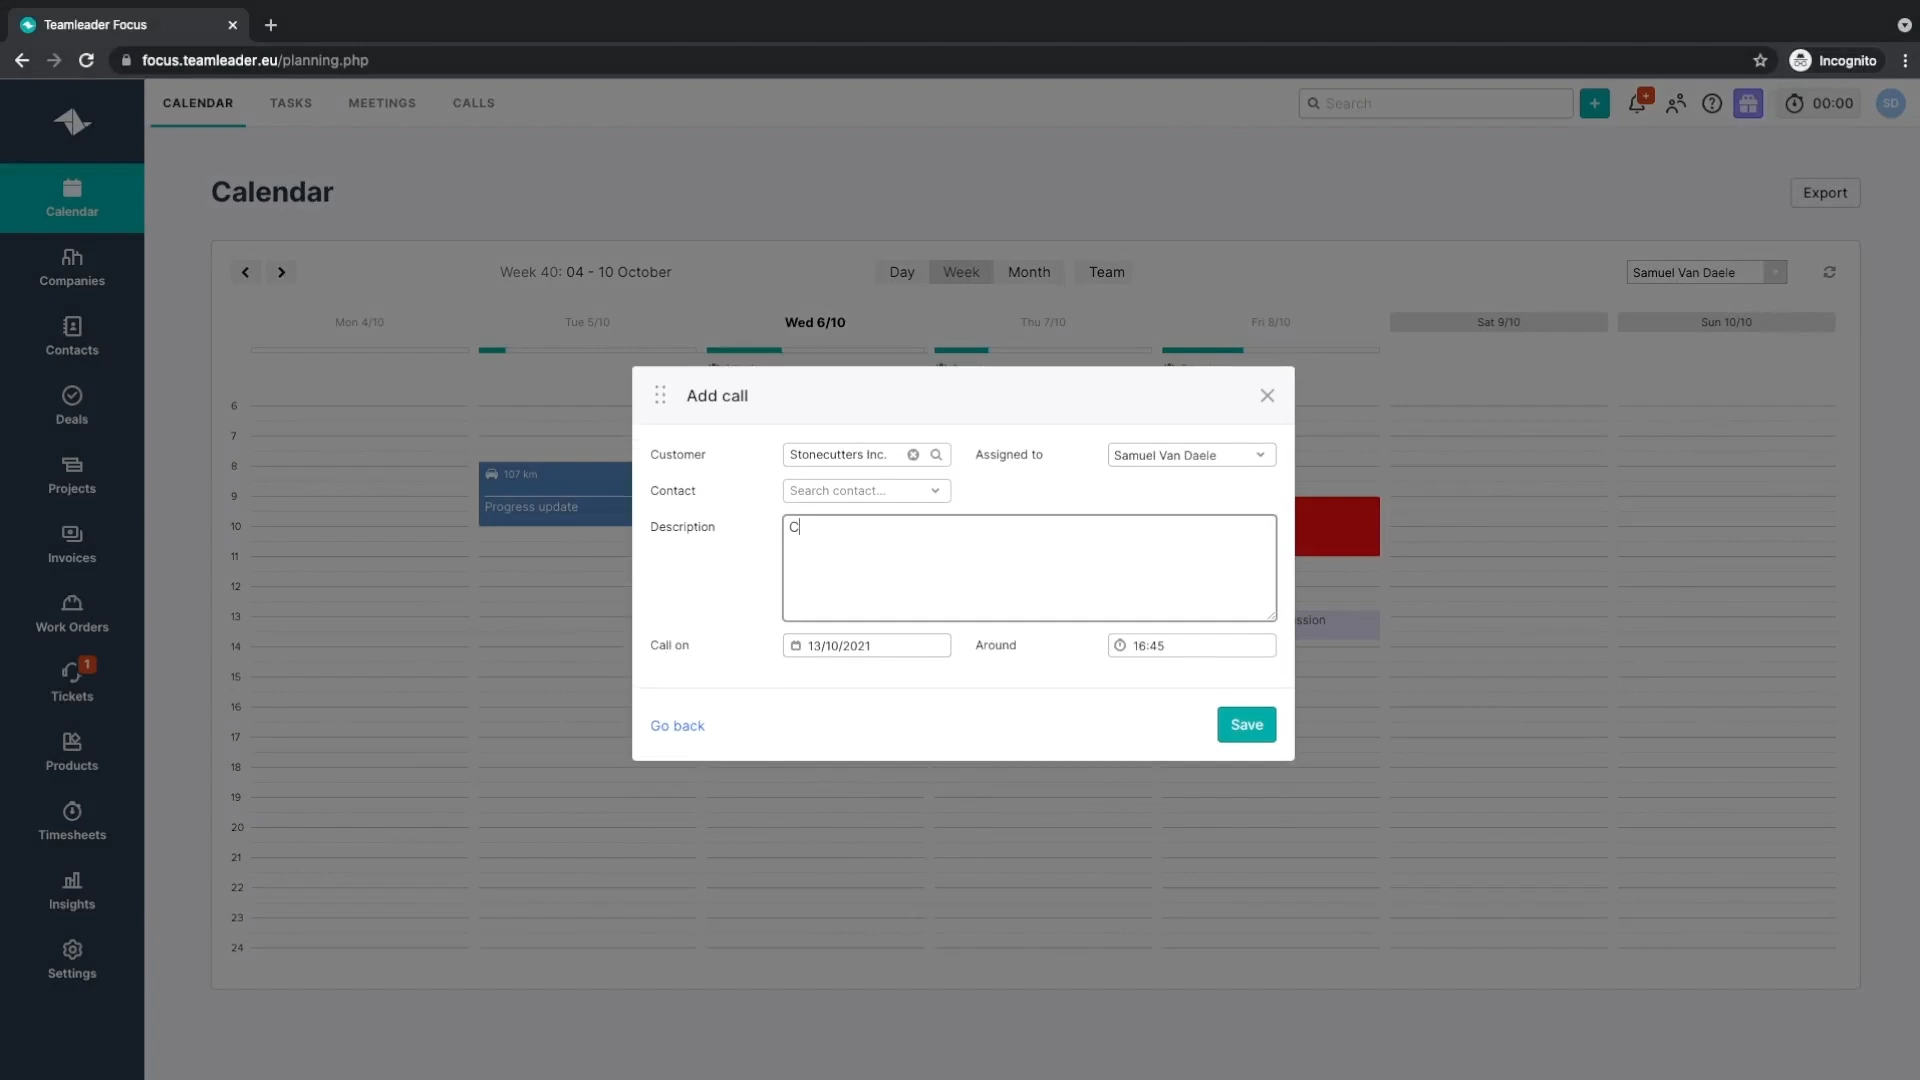 Teamleader Focus
focus.teamleader.eu/planning.php
Incognito
CALENDAR TASKS MEETINGS CALLS
Search
+
00:00
SD
Calendar
Export
Calendar
Companies
Contacts
Deals
Projects
Invoices
Work Orders
1
Tickets
Products
Timesheets
Insights
Settings
Week 40: 04 - 10 October
Day Week Month Team
Samuel Van Daele
Mon 4/10 Tue 5/10 Wed 6/10 Thu 7/10 Fri 8/10 Sat 9/10 Sun 10/10
6
7
8
9
10
11
12
13
14
15
16
17
18
19
20
21
22
23
24
107 km
Progress update
ssion
Add call
Customer Stonecutters Inc. Assigned to Samuel Van Daele
Contact Search contact...
Description C
Call on 13/10/2021 Around 16:45
Go back Save